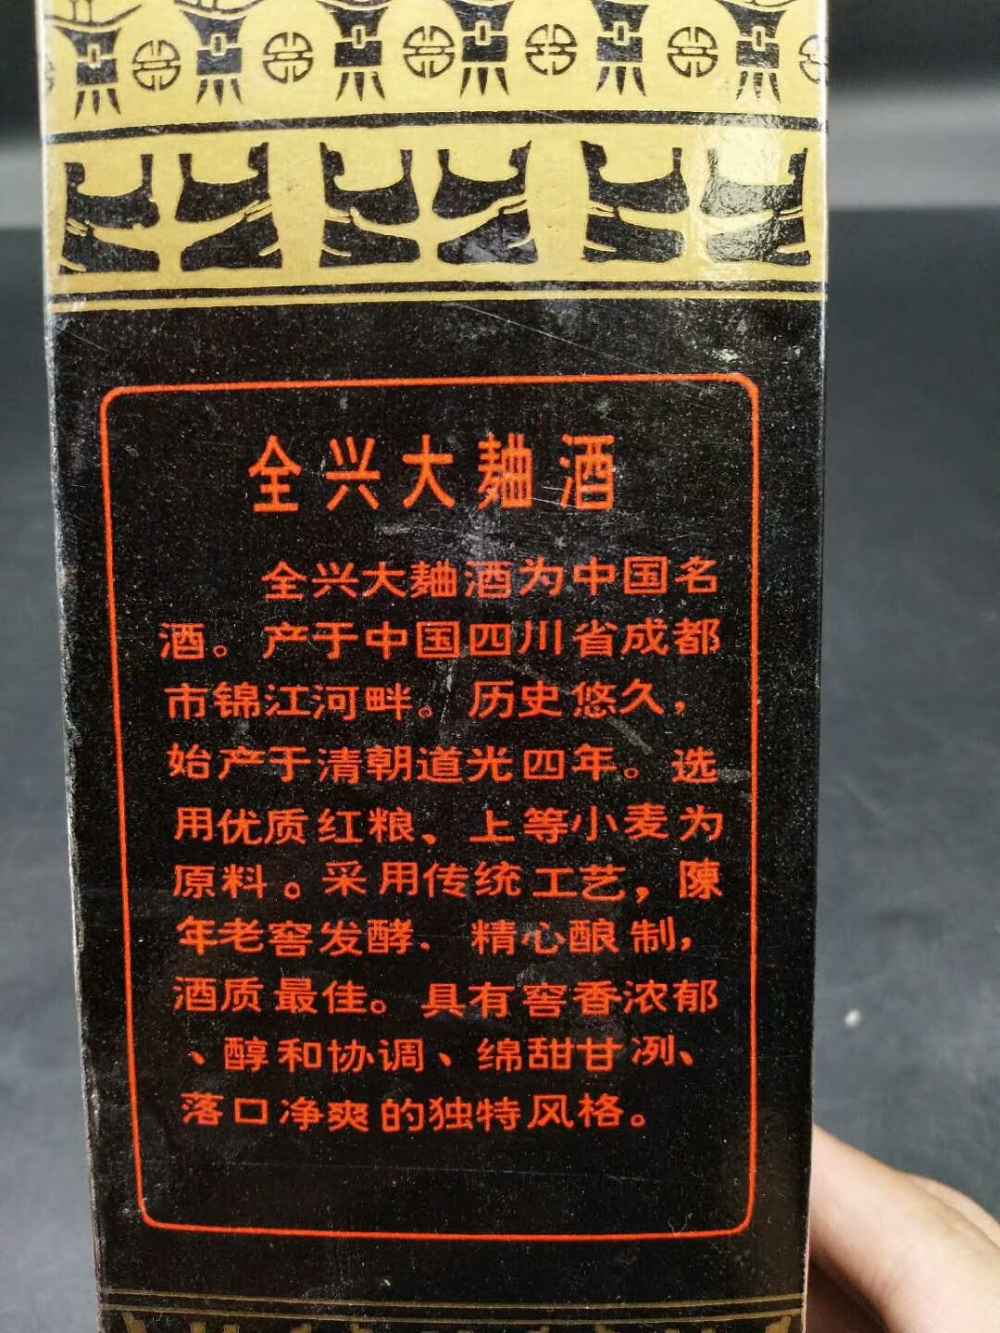 全兴大麯酒
全兴大麯酒为中国名
酒。产于中国四川省成都
市锦江河畔。历史悠久,
始产于清朝道光四年。选
用优质红粮、上等小麦为
原料。采用传统工艺,陳
年老窖发酵. 精心酿制,
酒质最佳。具有窖香浓郁
、醇和协调、绵甜甘冽、
落口净爽的独特风格。